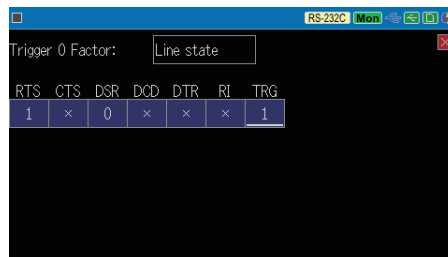 RS-232C Mon
Trigger 0 Factor: Line state
RTS CTS DSR DCD DTR RI TRG
1 × 0 × × × 1